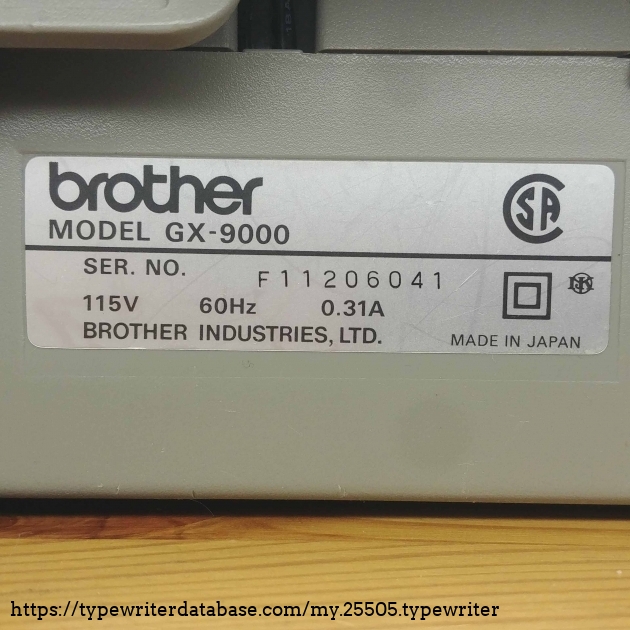 brother
MODEL GX-9000
CSA
SER. NO. F11206041
115V 60Hz 0.31A
BROTHER INDUSTRIES, LTD.
MADE IN JAPAN
https://typewriterdatabase.com/my.25505.typewriter